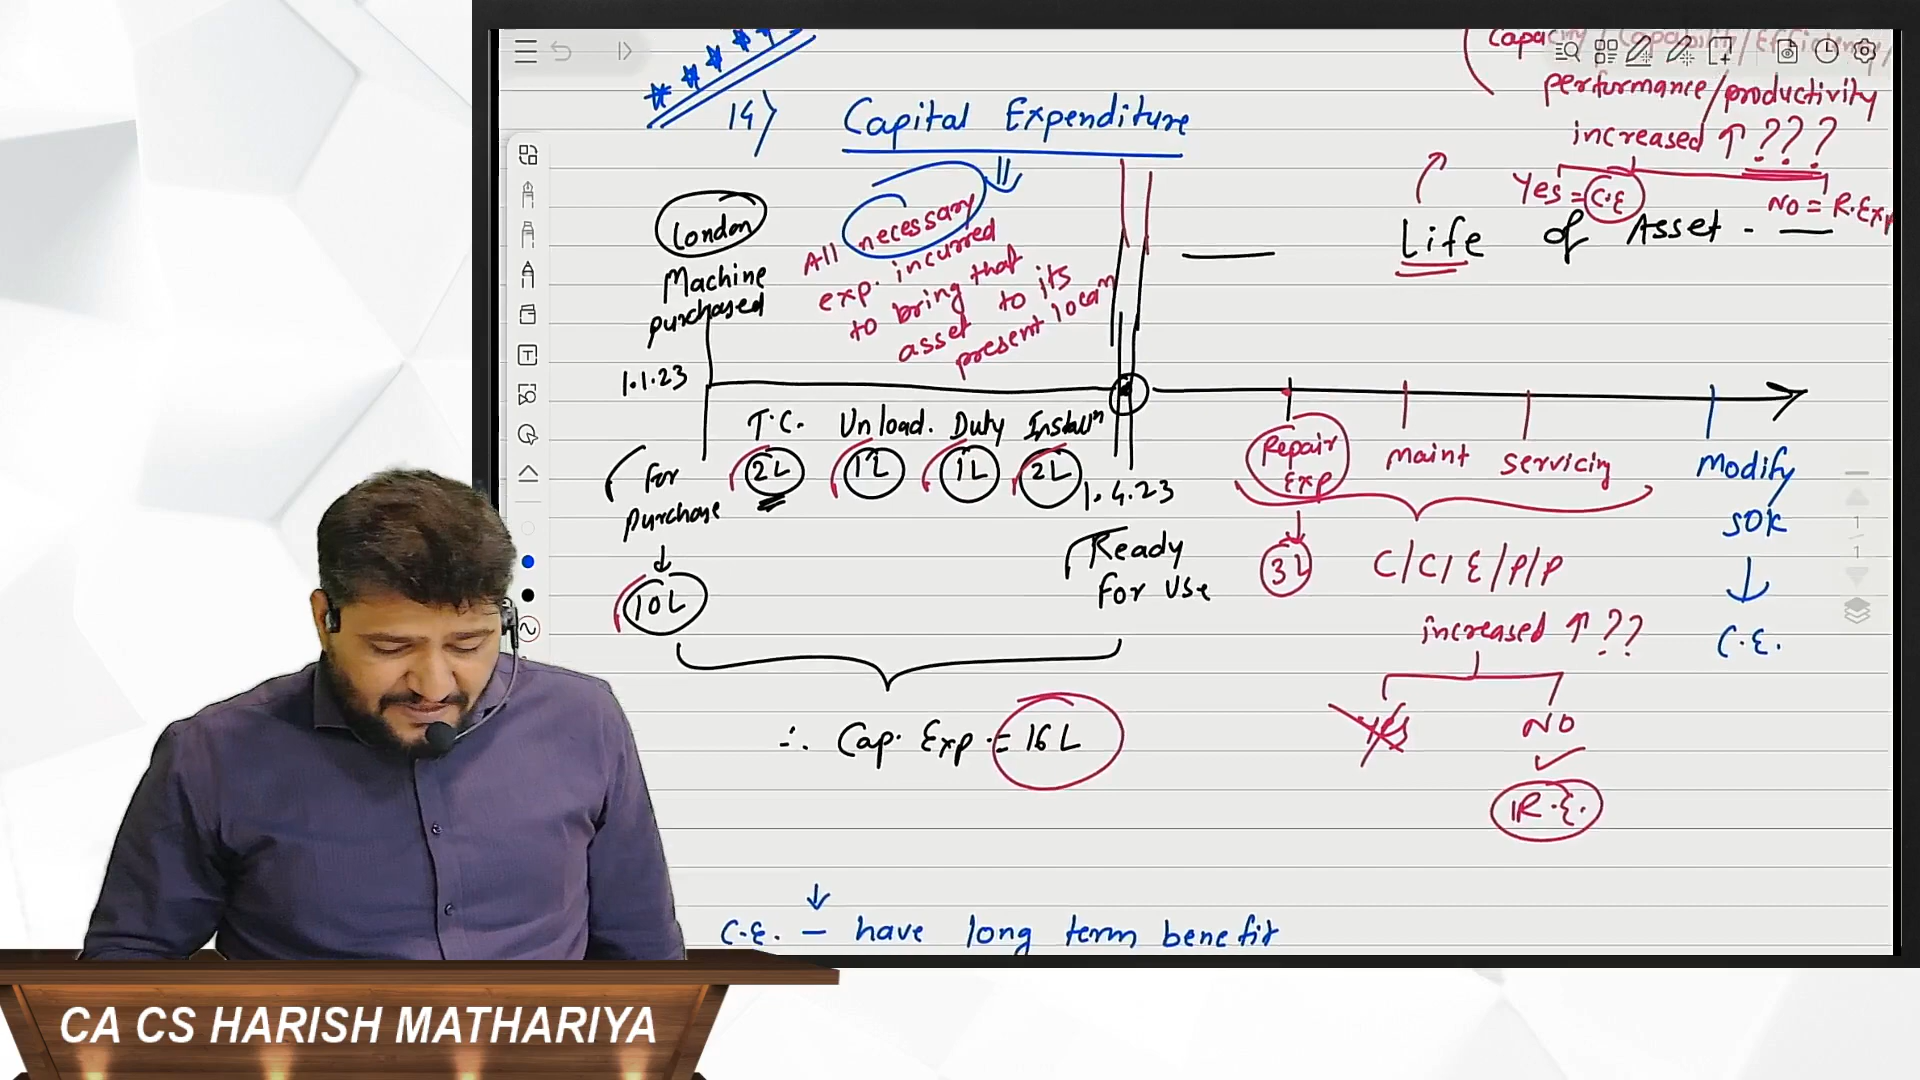 Capacity / Capability / Efficiency /
performance/productivity
increased ↑ ???
Yes = C.E
NO = R.Exp
14) Capital Expenditure
London
Machine
purchased
1.1.23
All necessary
exp. incurred
to bring that
asset to its
present locan
Life of Asset -
T.C. Unload. Duty Installn
2L 1L 1L 2L
For
purchase
10L
1.4.23
Ready
For Use
Repair
Exp
maint
servicing
3L
C/C/E/P/P
increased ↑ ??
Yes
NO
R.E.
Modify
50K
C.E.
∴ Cap. Exp. = 16L
C.E. - have long term benefit
CA CS HARISH MATHARIYA